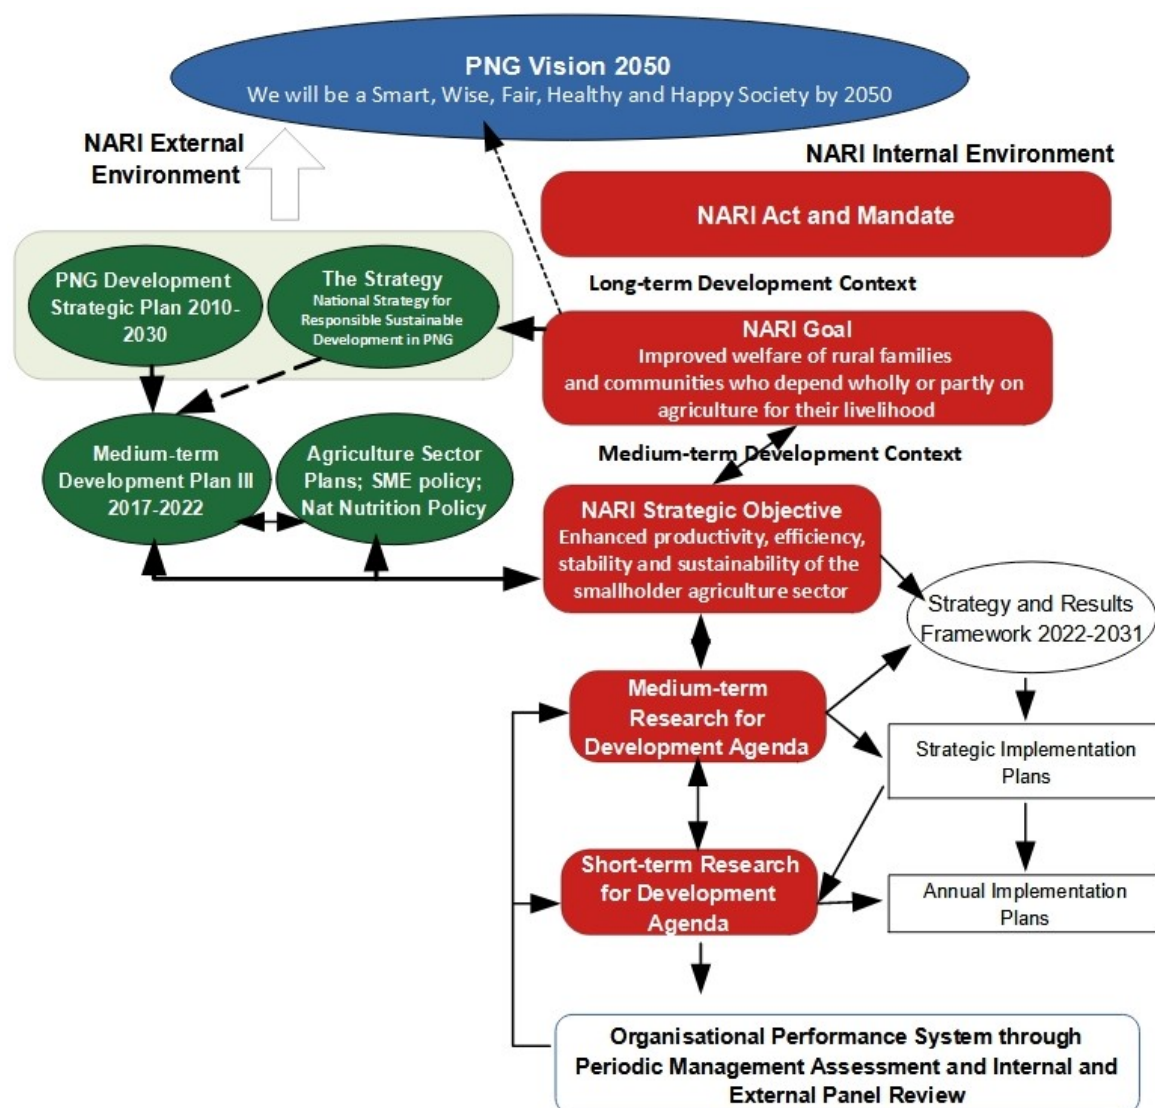 PNG Vision 2050
We will be a Smart, Wise, Fair, Healthy and Happy Society by 2050
NARI External
Environment
NARI Internal Environment
NARI Act and Mandate
PNG Development
Strategic Plan 2010-
2030
The Strategy
National Strategy for
Responsible Sustainable
Development in PNG
Long-term Development Context
NARI Goal
Improved welfare of rural families
and communities who depend wholly or partly on
agriculture for their livelihood
Medium-term Development Context
Medium-term
Development Plan III
2017-2022
Agriculture Sector
Plans; SME policy;
Nat Nutrition Policy
NARI Strategic Objective
Enhanced productivity, efficiency,
stability and sustainability of the
smallholder agriculture sector
Strategy and Results
Framework 2022-2031
Medium-term
Research for
Development Agenda
Strategic Implementation
Plans
Short-term Research
for Development
Agenda
Annual Implementation
Plans
Organisational Performance System through
Periodic Management Assessment and Internal and
External Panel Review